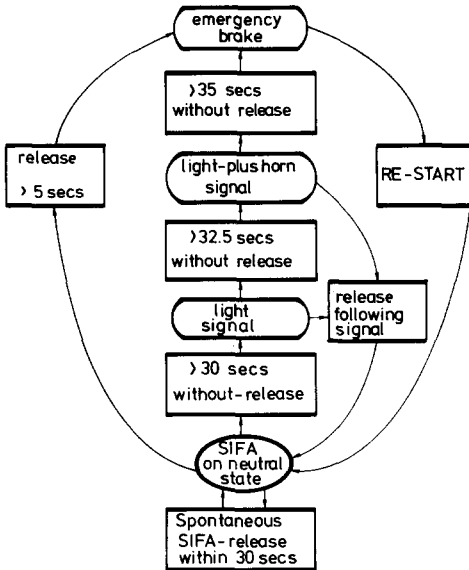 emergency
brake
>35 secs
without release
release
> 5 secs
light-plus horn
signal
RE-START
>32.5 secs
without release
light
signal
release
following
signal
>30 secs
without-release
SIFA
on neutral
state
Spontaneous
SIFA-release
within 30 secs